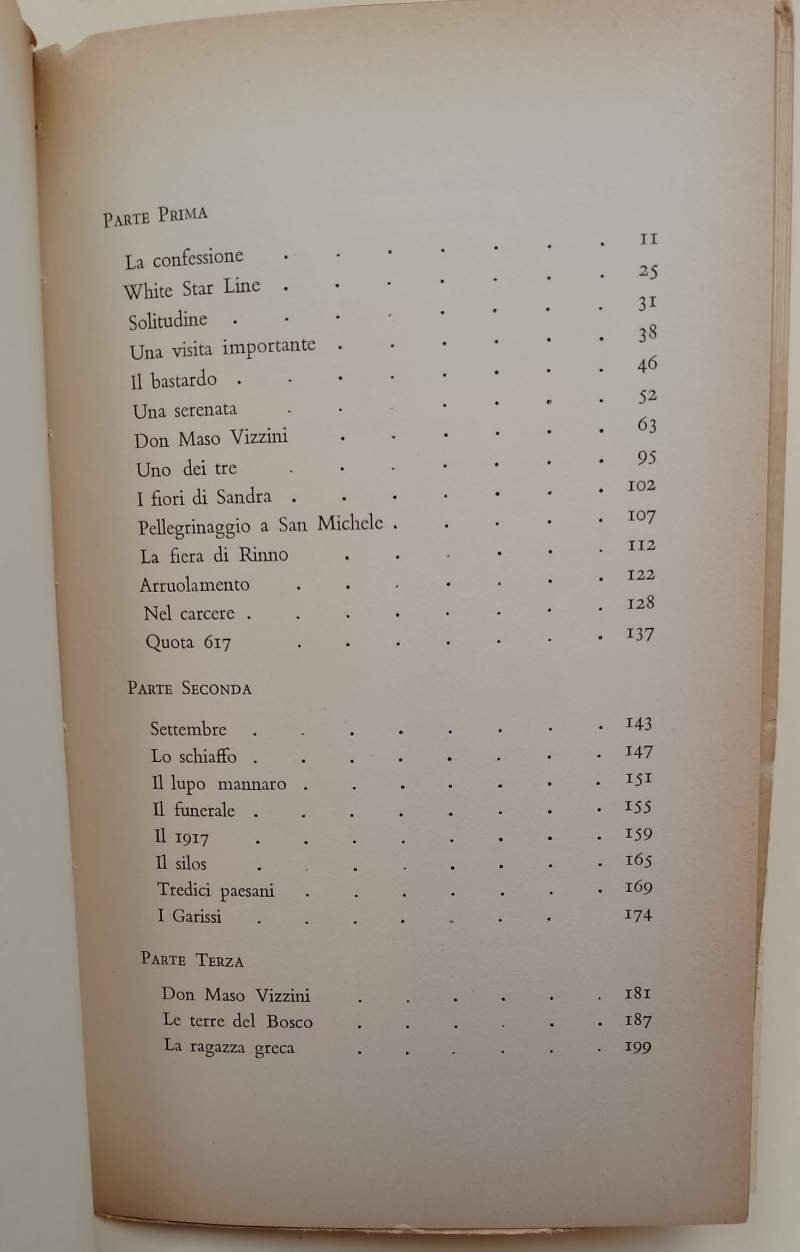 Parte Prima
La confessione . . . . . . . 11
White Star Line . . . . . . . 25
Solitudine . . . . . . . . 31
Una visita importante . . . . . . 38
Il bastardo . . . . . . . . 46
Una serenata . . . . . . . 52
Don Maso Vizzini . . . . . . 63
Uno dei tre . . . . . . . 95
I fiori di Sandra . . . . . . . 102
Pellegrinaggio a San Michele . . . . . 107
La fiera di Rinno . . . . . . 112
Arruolamento . . . . . . . 122
Nel carcere . . . . . . . . 128
Quota 617 . . . . . . . 137
Parte Seconda
Settembre . . . . . . . . 143
Lo schiaffo . . . . . . . . 147
Il lupo mannaro . . . . . . . 151
Il funerale . . . . . . . . 155
Il 1917 . . . . . . . . 159
Il silos . . . . . . . . 165
Tredici paesani . . . . . . . 169
I Garissi . . . . . . . 174
Parte Terza
Don Maso Vizzini . . . . . . 181
Le terre del Bosco . . . . . . 187
La ragazza greca . . . . . . 199